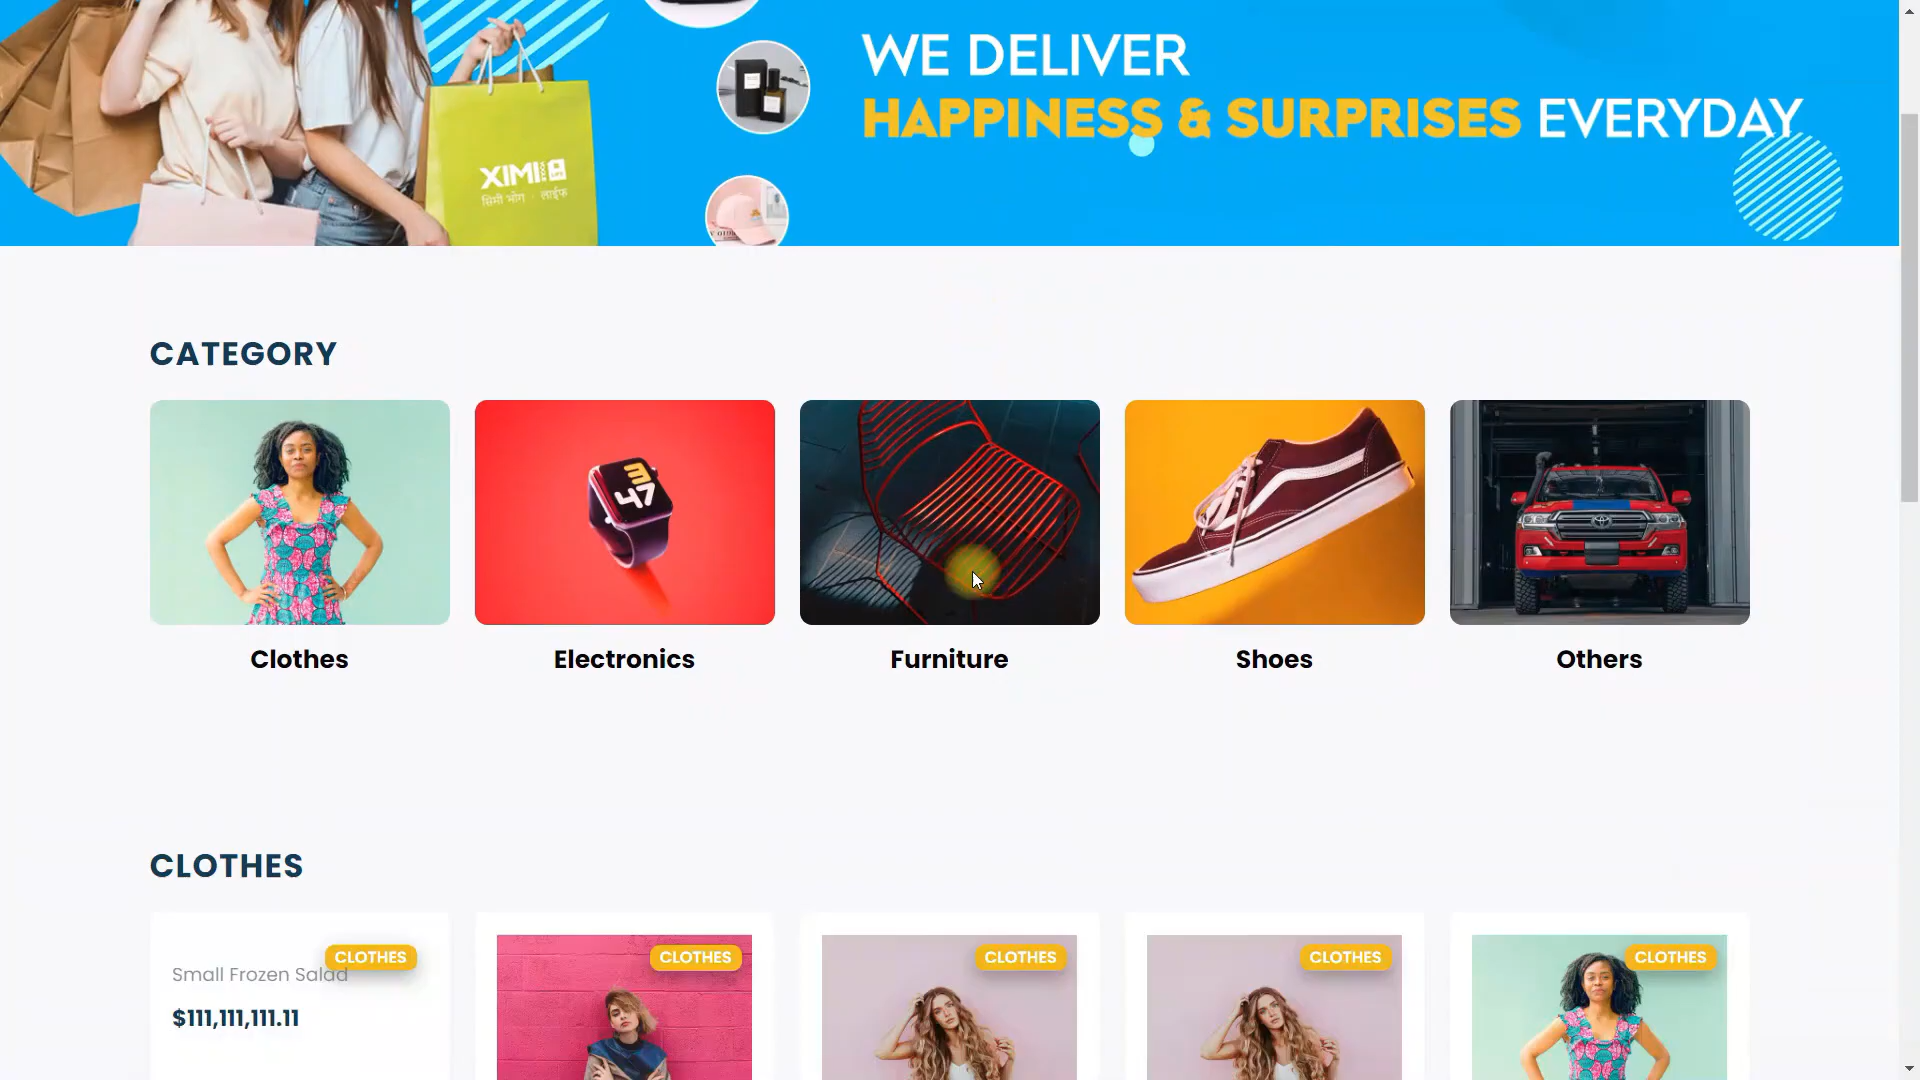 WE DELIVER
HAPPINESS & SURPRISES EVERYDAY
XIMI
लाईफ
CATEGORY
Clothes
Electronics
Furniture
Shoes
Others
CLOTHES
CLOTHES
Small Frozen Salad
$111,111,111.11
CLOTHES
CLOTHES
CLOTHES
CLOTHES